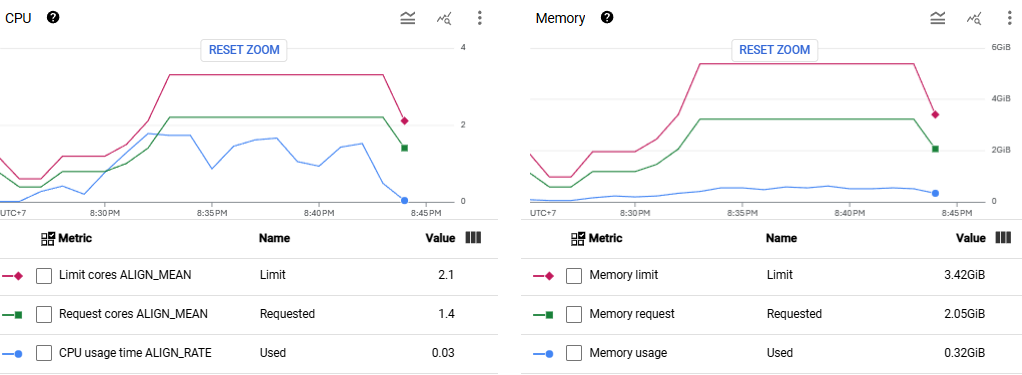 CPU ?
RESET ZOOM
4
2
0
UTC+7 8:30 PM 8:35 PM 8:40 PM 8:45 PM
Metric Name Value
Limit cores ALIGN_MEAN Limit 2.1
Request cores ALIGN_MEAN Requested 1.4
CPU usage time ALIGN_RATE Used 0.03
Memory ?
RESET ZOOM
6GiB
4GiB
2GiB
0
UTC+7 8:30 PM 8:35 PM 8:40 PM 8:45 PM
Metric Name Value
Memory limit Limit 3.42GiB
Memory request Requested 2.05GiB
Memory usage Used 0.32GiB